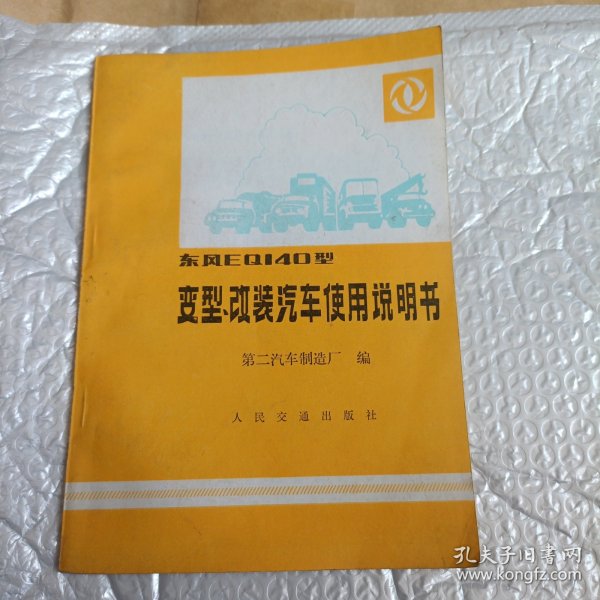 东风EQ140型
变型、改装汽车使用说明书
第二汽车制造厂 编
人民交通出版社
孔夫子旧书网
www.kongfz.com